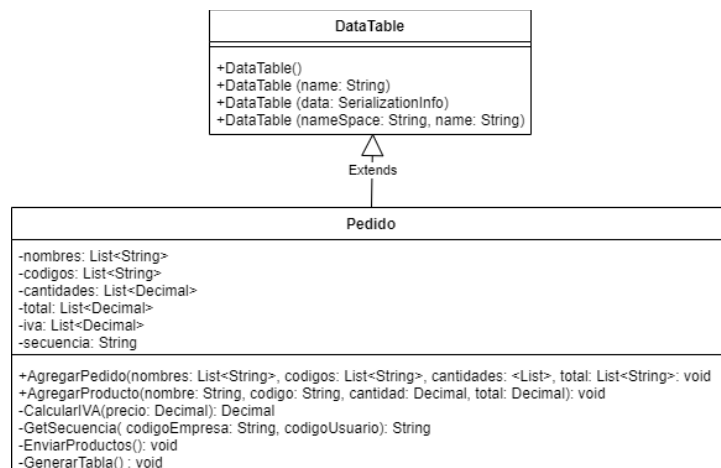 DataTable
+DataTable()
+DataTable (name: String)
+DataTable (data: SerializationInfo)
+DataTable (nameSpace: String, name: String)
Extends
Pedido
-nombres: List<String>
-codigos: List<String>
-cantidades: List<Decimal>
-total: List<Decimal>
-iva: List<Decimal>
-secuencia: String
+AgregarPedido(nombres: List<String>, codigos: List<String>, cantidades: <List>, total: List<String>: void
+AgregarProducto(nombre: String, codigo: String, cantidad: Decimal, total: Decimal): void
-CalcularIVA(precio: Decimal): Decimal
-GetSecuencia( codigoEmpresa: String, codigoUsuario): String
-EnviarProductos(): void
-GenerarTabla() : void